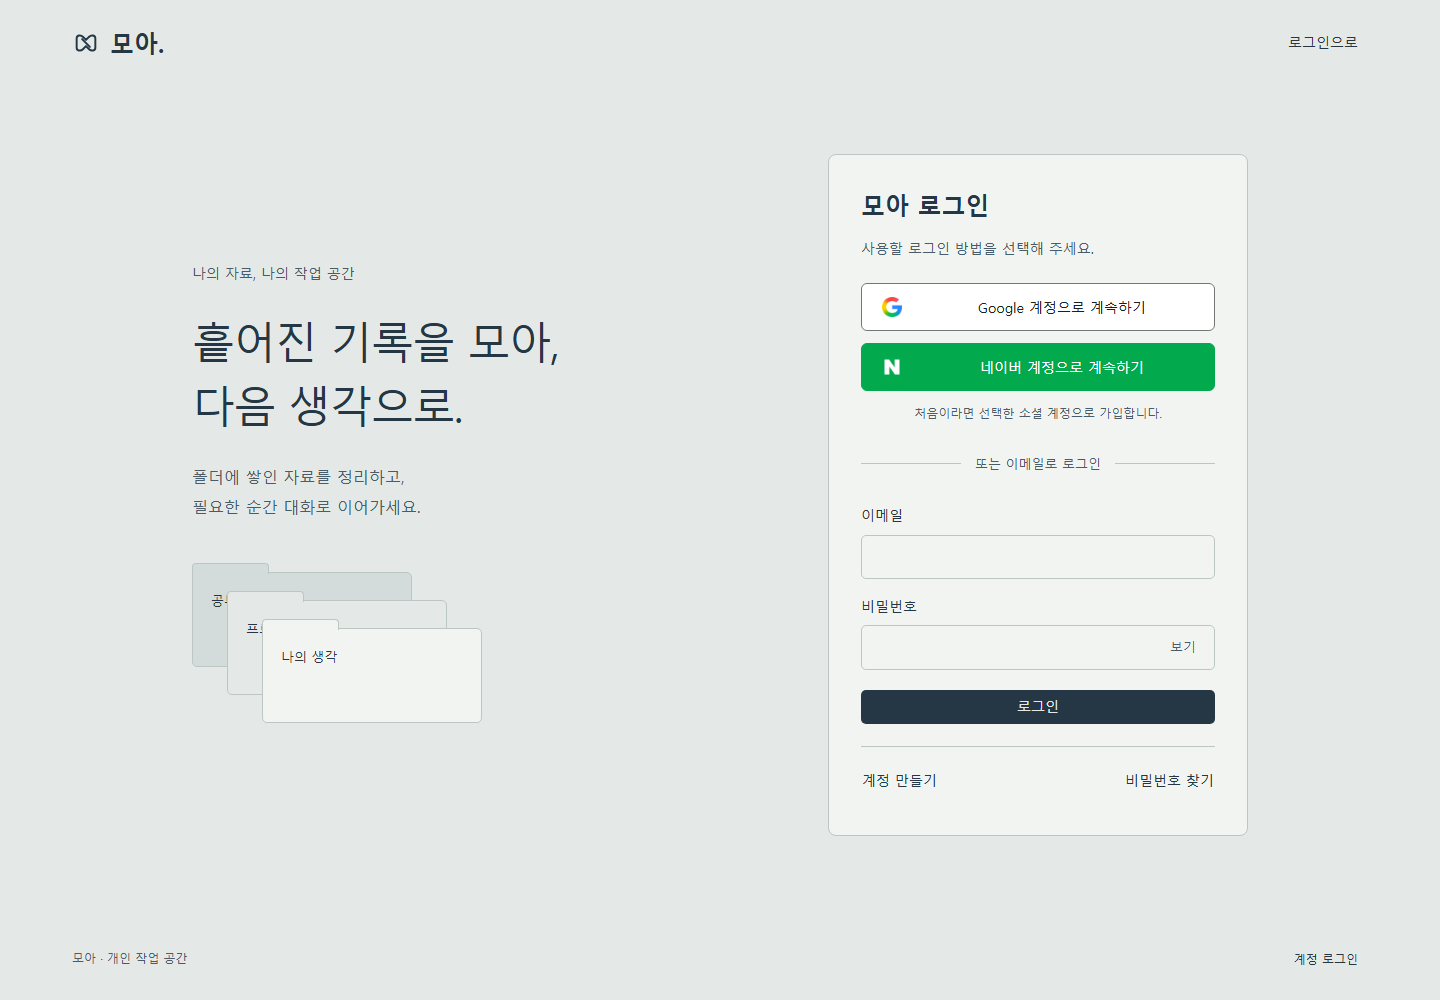 모아.
로그인으로
나의 자료, 나의 작업 공간
흩어진 기록을 모아,
다음 생각으로.
폴더에 쌓인 자료를 정리하고,
필요한 순간 대화로 이어가세요.
나의 생각
모아 로그인
사용할 로그인 방법을 선택해 주세요.
Google 계정으로 계속하기
네이버 계정으로 계속하기
처음이라면 선택한 소셜 계정으로 가입합니다.
또는 이메일로 로그인
이메일
비밀번호
보기
로그인
계정 만들기
비밀번호 찾기
모아 · 개인 작업 공간
계정 로그인